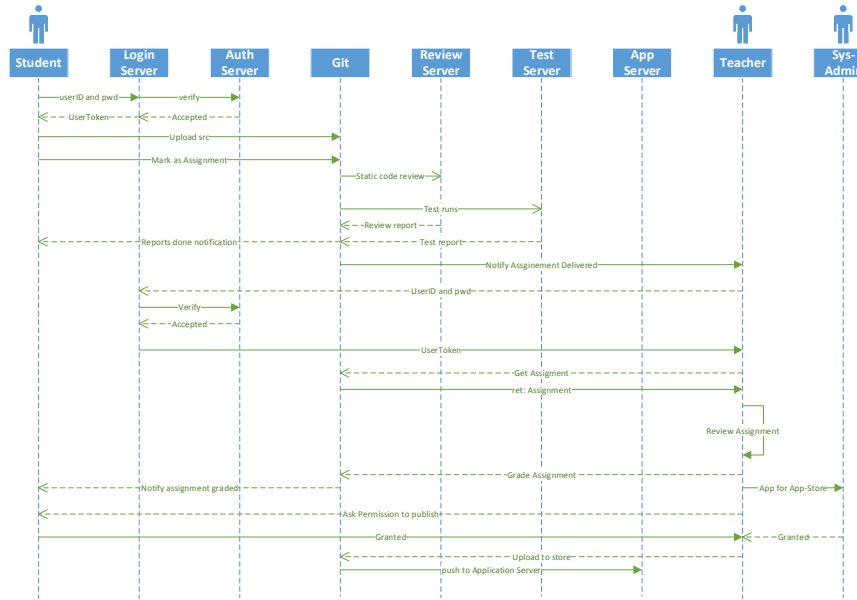 Student
Login
Server
Auth
Server
Git
Review
Server
Test
Server
App
Server
Teacher
Sys-
Admin
userID and pwd
verify
UserToken
Accepted
Upload src
Mark as Assignment
Static code review
Test runs
Review report
Reports done notification
Test report
Notify Assginement Delivered
UserID and pwd
Verify
Accepted
UserToken
Get Assigment
ret: Assignment
Review Assignment
Grade Assignment
Notify assignment graded
App for App-Store
Ask Permission to publish
Granted
Granted
Upload to store
push to Application Server